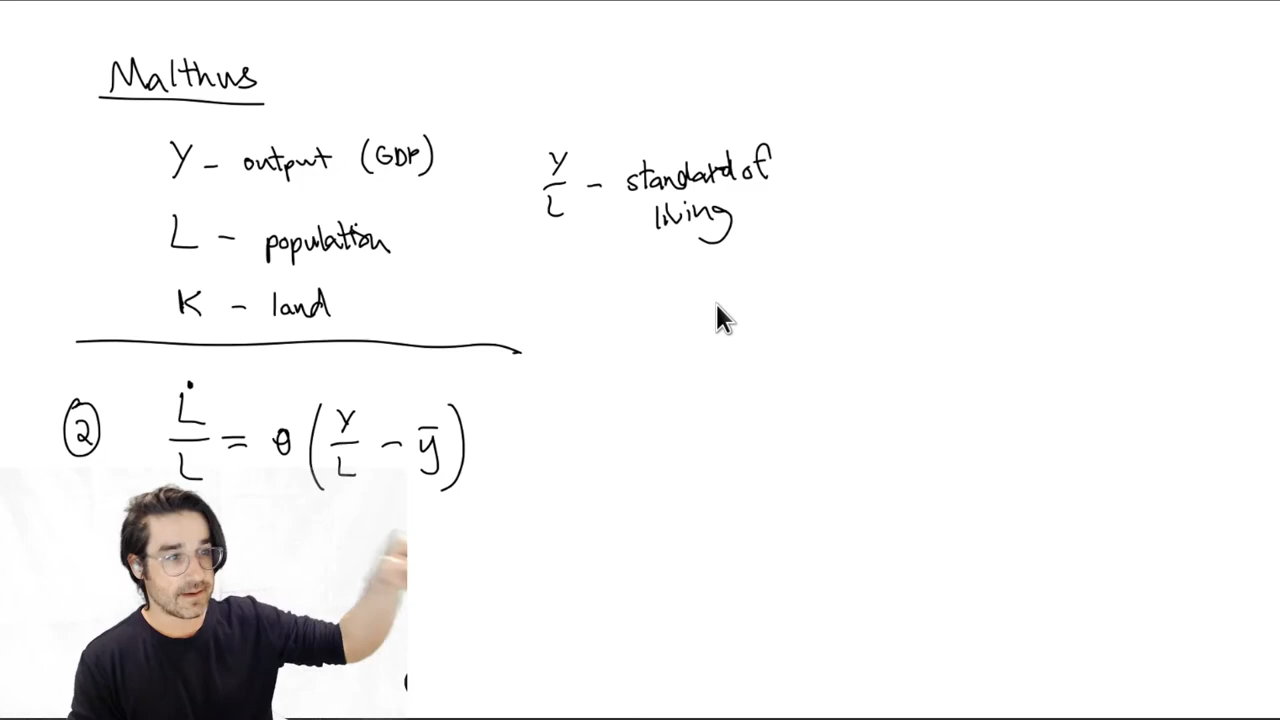 Malthus
Y - output (GDP)
Y/L - standard of living
L - population
K - land
② L̇/L = θ(Y/L - ȳ)